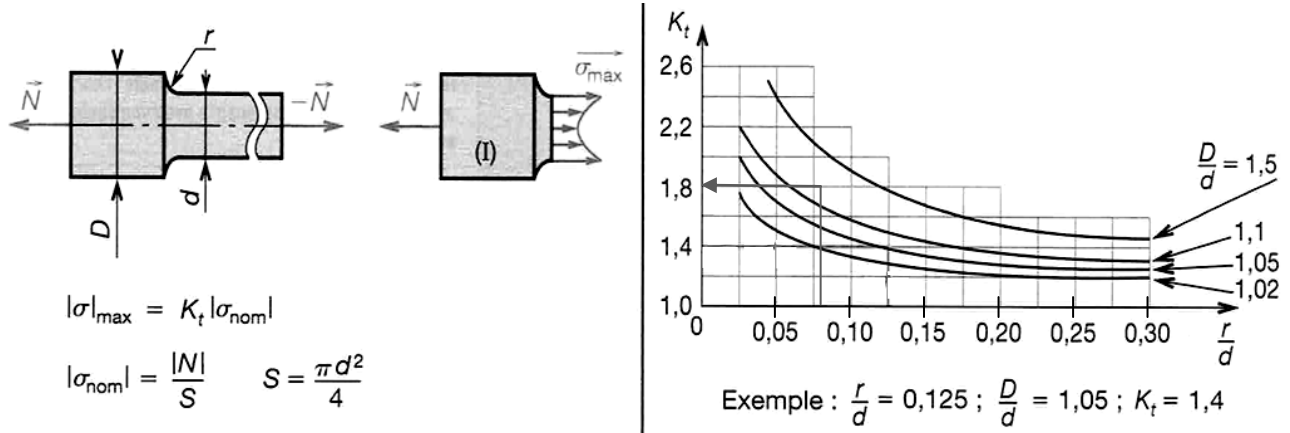 r
N⃗
-N⃗
D
d
N⃗
σmax
(I)
|σ|max = Kt |σnom|
|σnom| = |N| / S    S = πd² / 4
Kt
2,6
2,2
1,8
1,4
1,0
0
0,05
0,10
0,15
0,20
0,25
0,30
r/d
D/d = 1,5
1,1
1,05
1,02
Exemple : r/d = 0,125 ; D/d = 1,05 ; Kt = 1,4